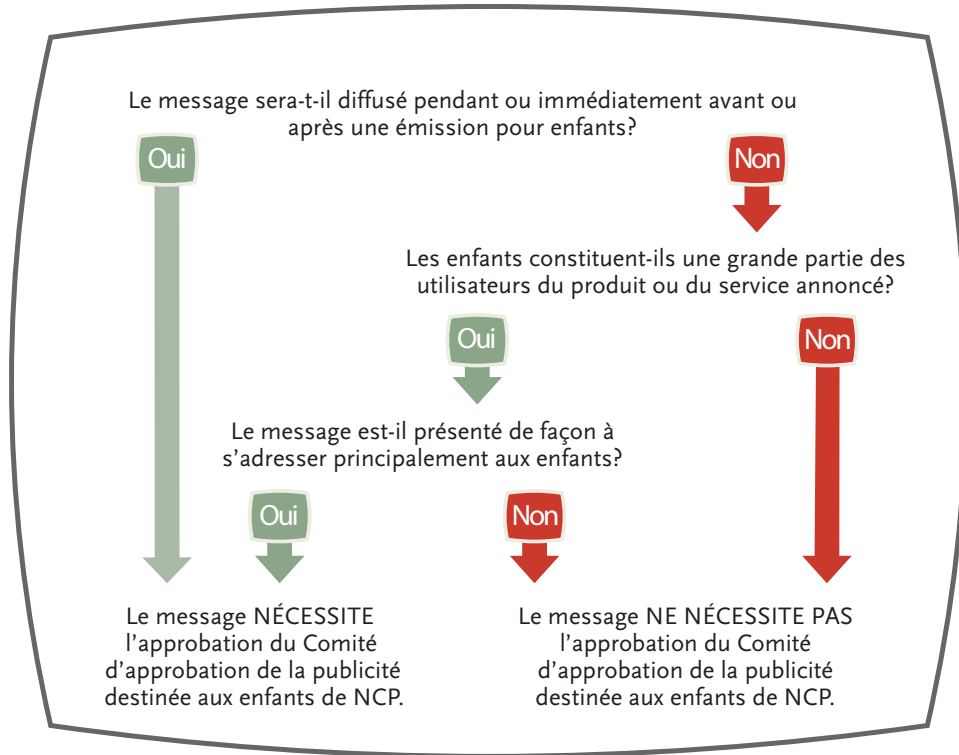 Le message sera-t-il diffusé pendant ou immédiatement avant ou
après une émission pour enfants?
Oui
Non
Les enfants constituent-ils une grande partie des
utilisateurs du produit ou du service annoncé?
Oui
Non
Le message est-il présenté de façon à
s’adresser principalement aux enfants?
Oui
Non
Le message NÉCESSITE
l’approbation du Comité
d’approbation de la publicité
destinée aux enfants de NCP.
Le message NE NÉCESSITE PAS
l’approbation du Comité
d’approbation de la publicité
destinée aux enfants de NCP.